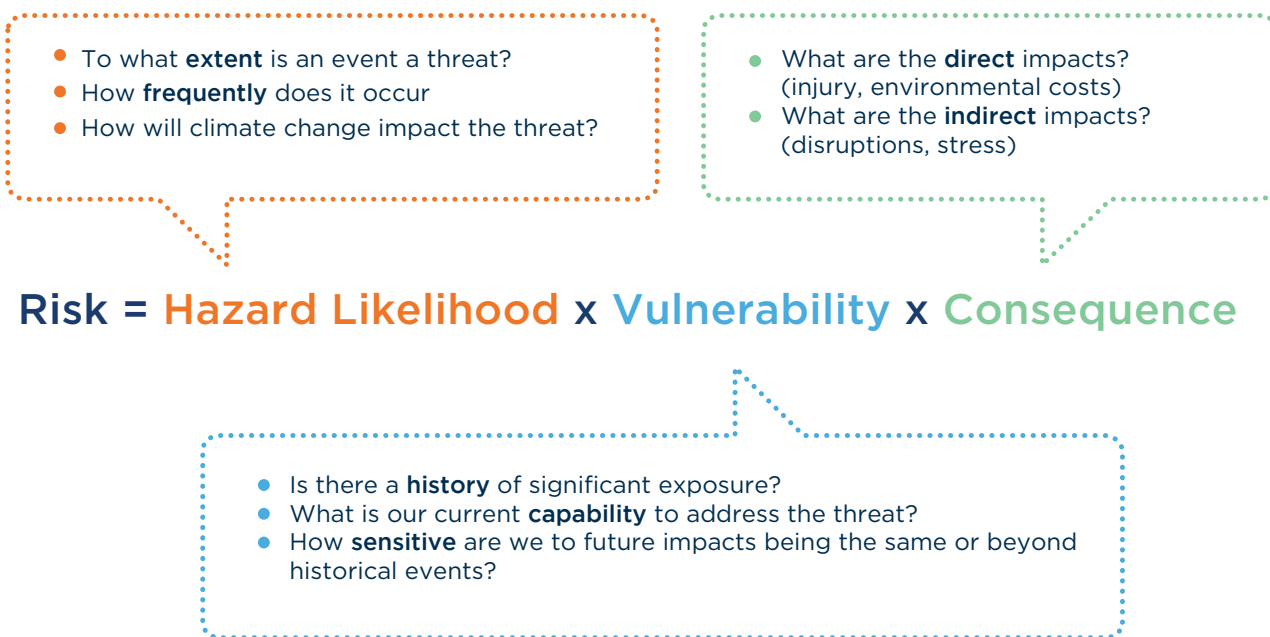 To what extent is an event a threat?
How frequently does it occur
How will climate change impact the threat?
What are the direct impacts?
(injury, environmental costs)
What are the indirect impacts?
(disruptions, stress)
Risk = Hazard Likelihood x Vulnerability x Consequence
Is there a history of significant exposure?
What is our current capability to address the threat?
How sensitive are we to future impacts being the same or beyond
historical events?